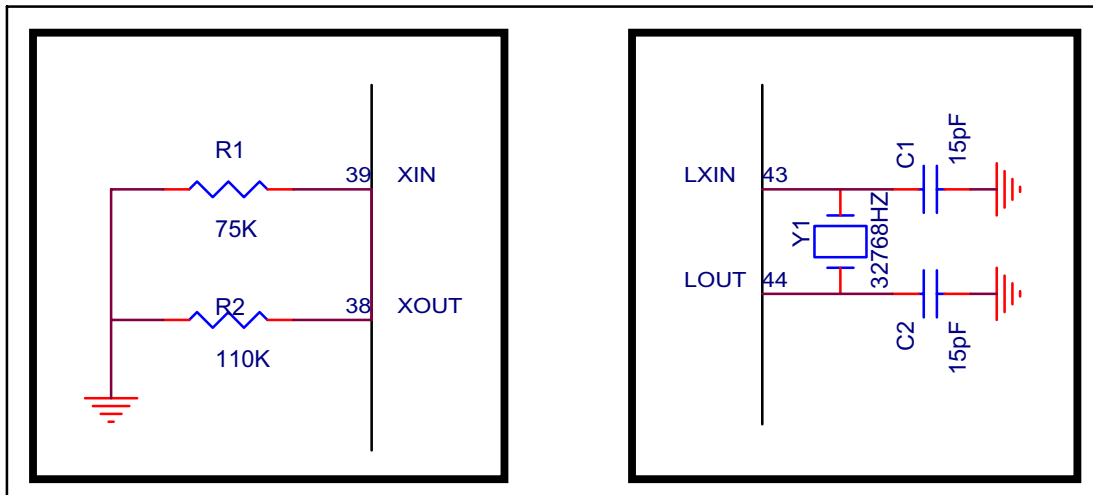 R1
39
XIN
75K
R2
38
XOUT
110K
C1
15pF
LXIN
43
Y1
32768HZ
LOUT
44
C2
15pF